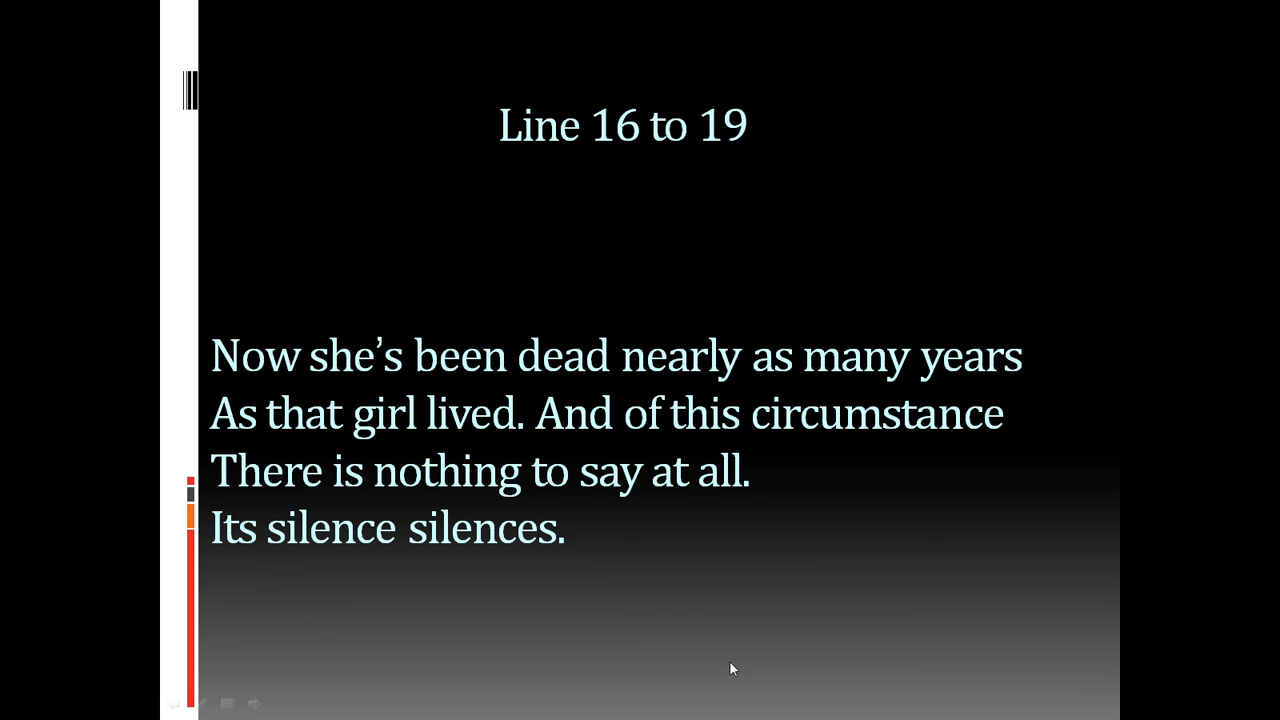 Line 16 to 19
Now she’s been dead nearly as many years
As that girl lived. And of this circumstance
There is nothing to say at all.
Its silence silences.